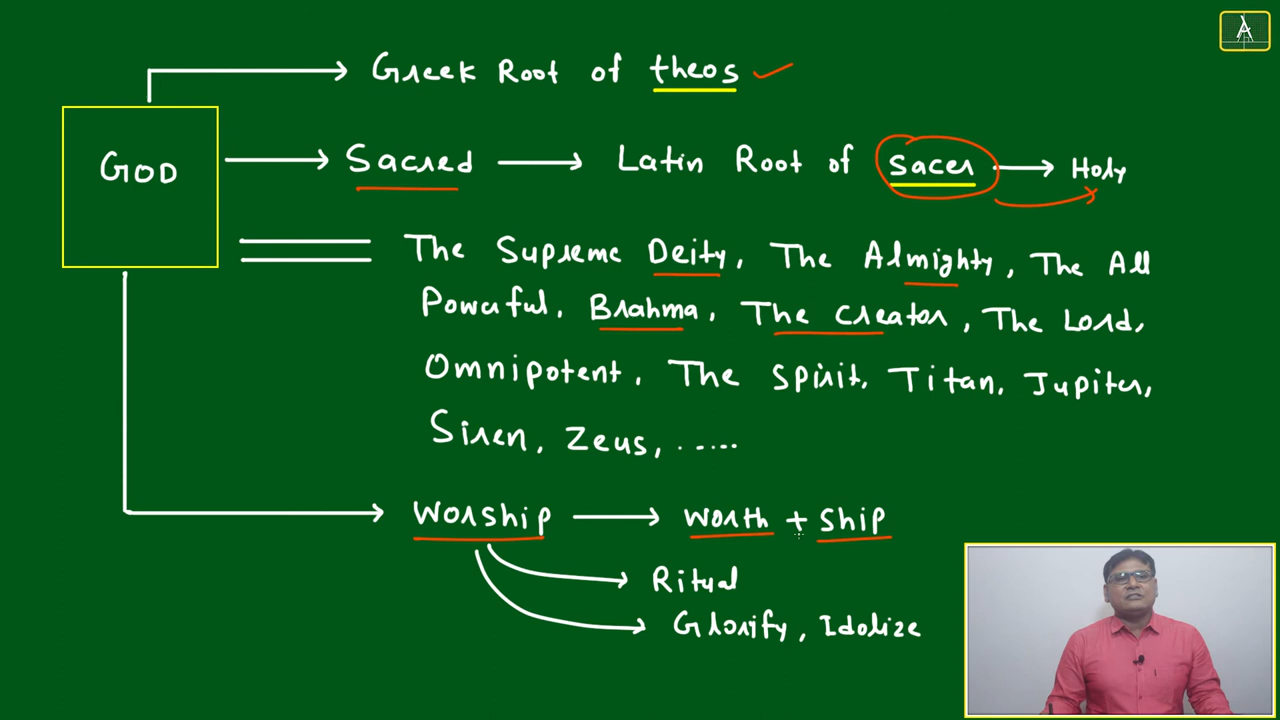 A
Greek Root of theos
GOD
Sacred Latin Root of sacer Holy
The Supreme Deity, The Almighty, The All
Powerful, Brahma, The creator, The Lord,
Omnipotent, The Spirit, Titan, Jupiter,
Siren, Zeus, .....
Worship Worth + Ship
Ritual
Glorify, Idolize